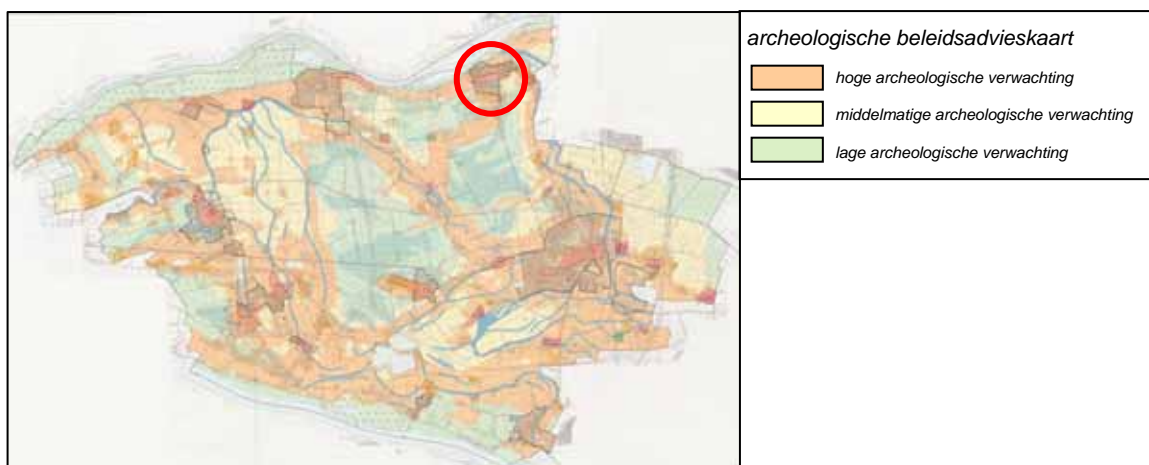 archeologische beleidsadvieskaart
hoge archeologische verwachting
middelmatige archeologische verwachting
lage archeologische verwachting